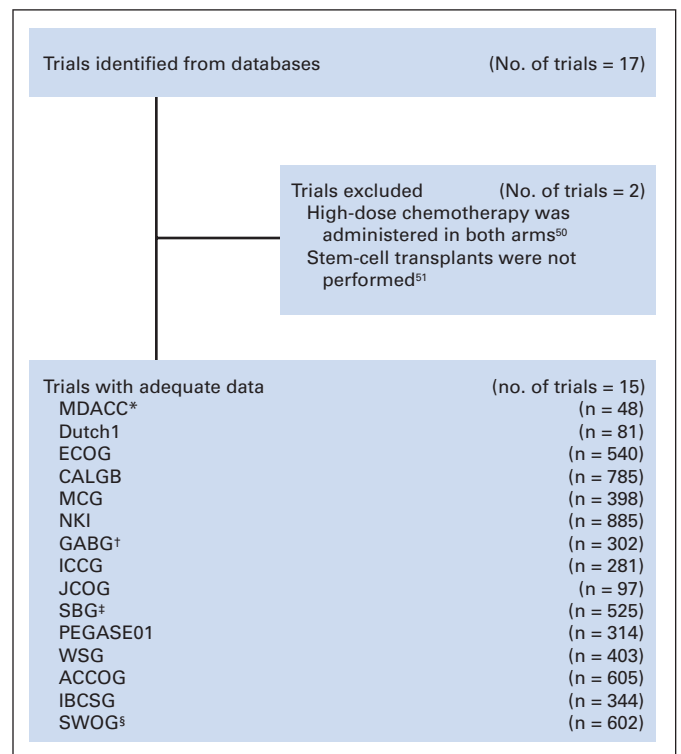 Trials identified from databases (No. of trials = 17)
Trials excluded (No. of trials = 2)
High-dose chemotherapy was
administered in both arms⁵⁰
Stem-cell transplants were not
performed⁵¹
Trials with adequate data (no. of trials = 15)
MDACC* (n = 48)
Dutch1 (n = 81)
ECOG (n = 540)
CALGB (n = 785)
MCG (n = 398)
NKI (n = 885)
GABG† (n = 302)
ICCG (n = 281)
JCOG (n = 97)
SBG‡ (n = 525)
PEGASE01 (n = 314)
WSG (n = 403)
ACCOG (n = 605)
IBCSG (n = 344)
SWOG§ (n = 602)